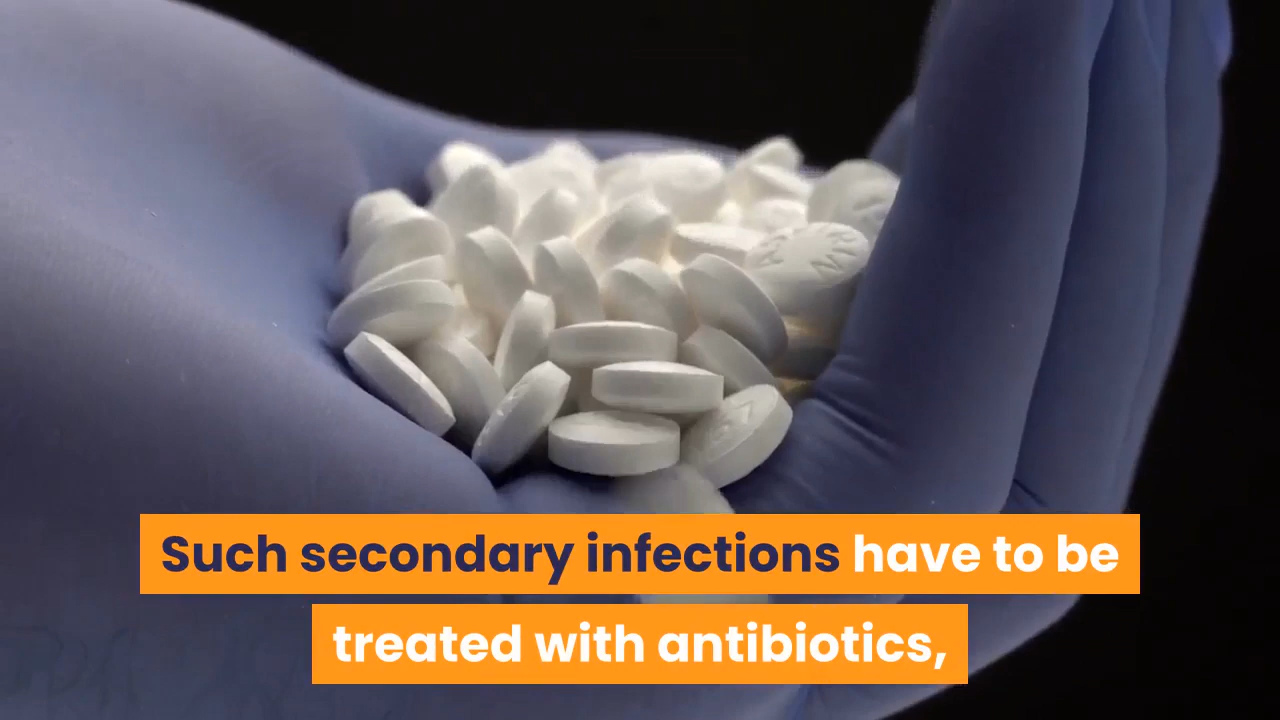 Such secondary infections have to be
treated with antibiotics,